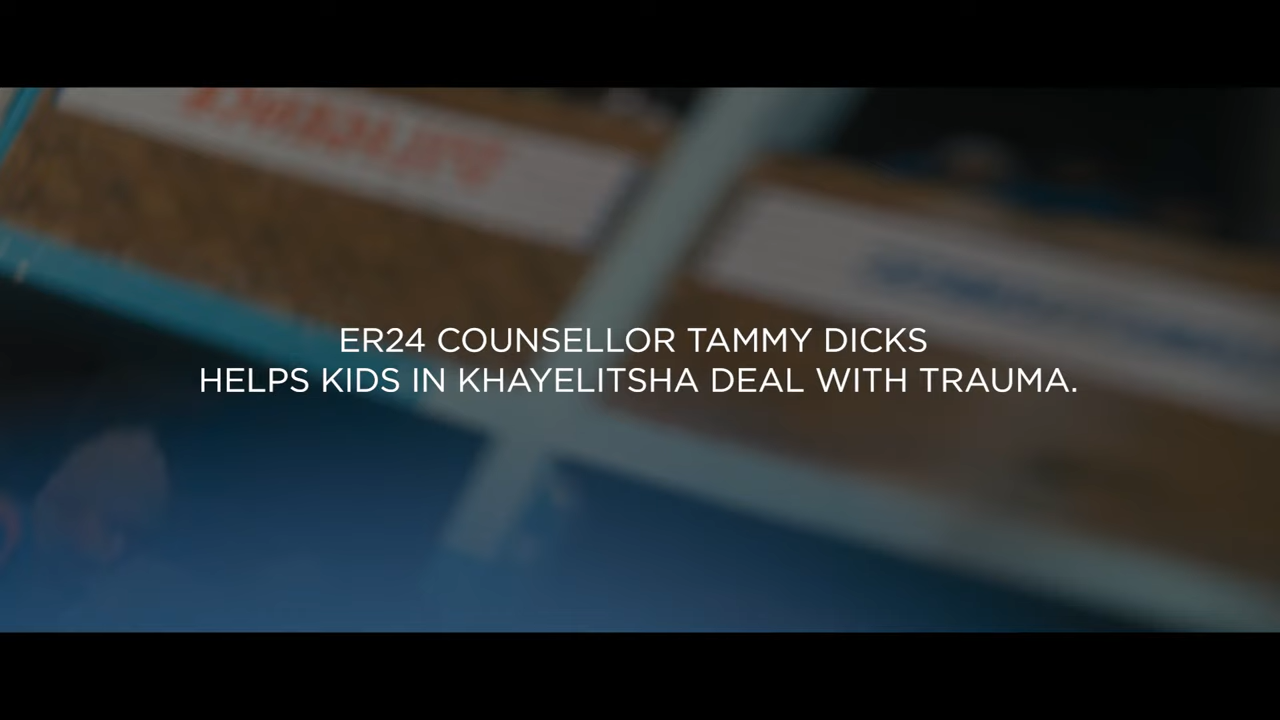 ER24 COUNSELLOR TAMMY DICKS
HELPS KIDS IN KHAYELITSHA DEAL WITH TRAUMA.